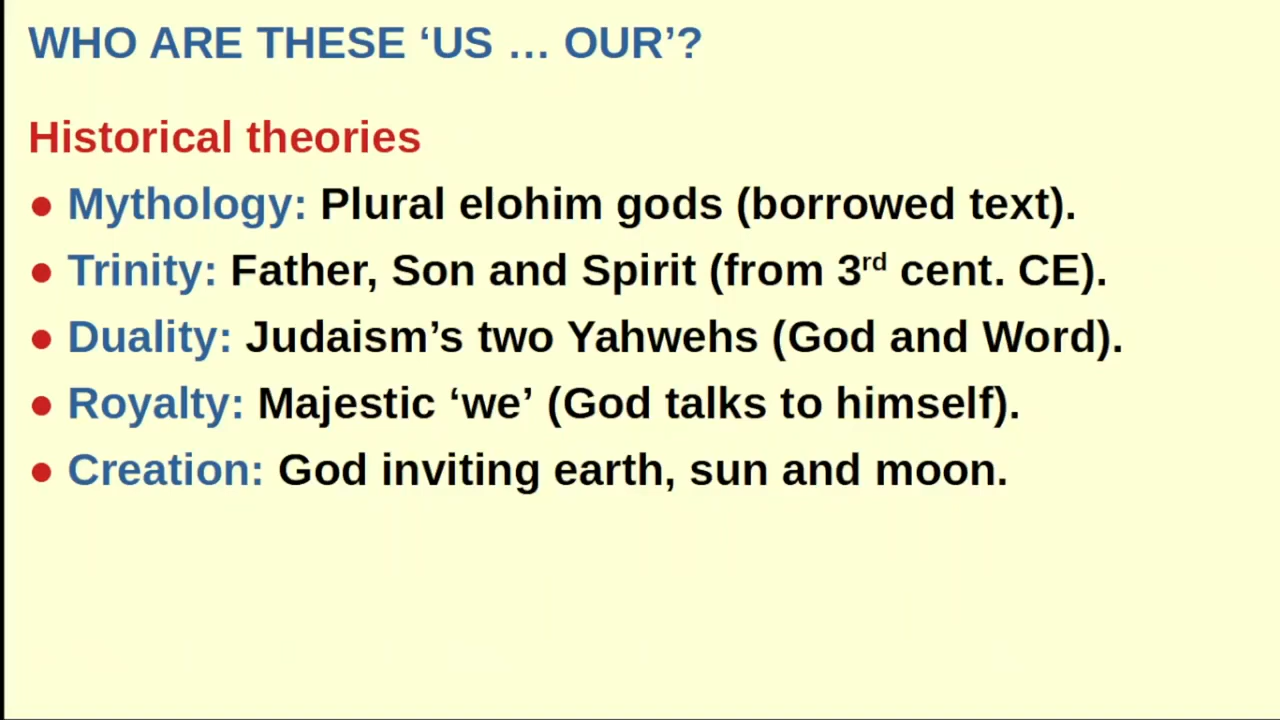 WHO ARE THESE ‘US … OUR’?
Historical theories
● Mythology: Plural elohim gods (borrowed text).
● Trinity: Father, Son and Spirit (from 3rd cent. CE).
● Duality: Judaism’s two Yahwehs (God and Word).
● Royalty: Majestic ‘we’ (God talks to himself).
● Creation: God inviting earth, sun and moon.